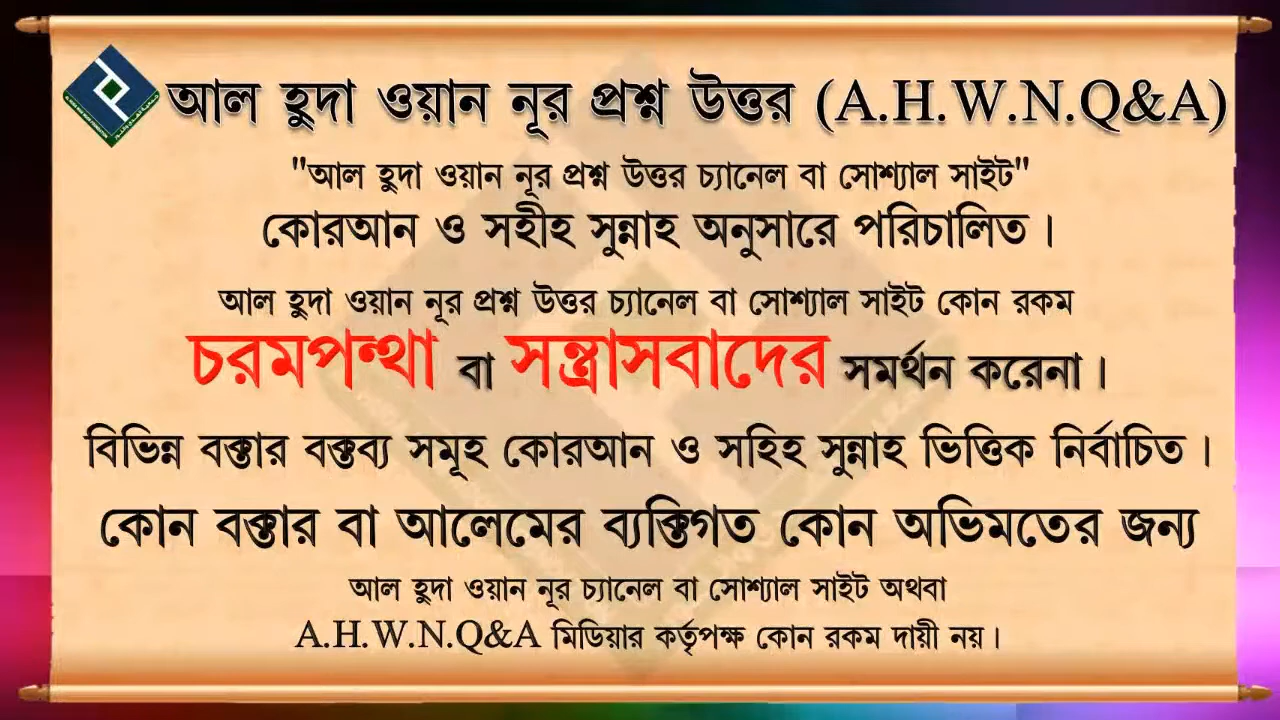 আল হুদা ওয়ান নূর প্রশ্ন উত্তর (A.H.W.N.Q&A)
"আল হুদা ওয়ান নূর প্রশ্ন উত্তর চ্যানেল বা সোশ্যাল সাইট"
কোরআন ও সহীহ সুন্নাহ অনুসারে পরিচালিত।
আল হুদা ওয়ান নূর প্রশ্ন উত্তর চ্যানেল বা সোশ্যাল সাইট কোন রকম
চরমপন্থা বা সন্ত্রাসবাদের সমর্থন করেনা।
বিভিন্ন বক্তার বক্তব্য সমূহ কোরআন ও সহিহ সুন্নাহ ভিত্তিক নির্বাচিত।
কোন বক্তার বা আলেমের ব্যক্তিগত কোন অভিমতের জন্য
আল হুদা ওয়ান নূর চ্যানেল বা সোশ্যাল সাইট অথবা
A.H.W.N.Q&A মিডিয়ার কর্তৃপক্ষ কোন রকম দায়ী নয়।